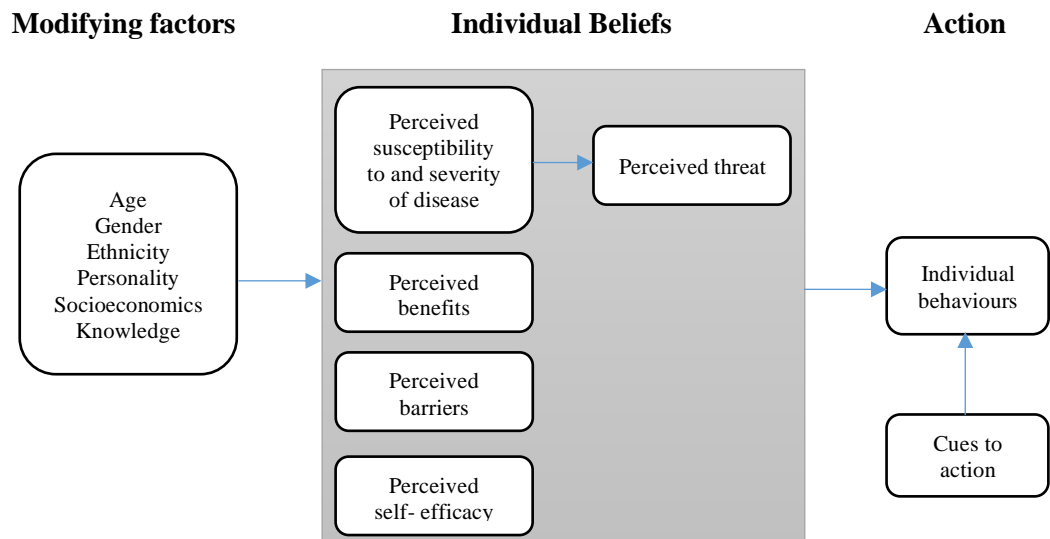 Modifying factors
Individual Beliefs
Action
Age
Gender
Ethnicity
Personality
Socioeconomics
Knowledge
Perceived
susceptibility
to and severity
of disease
Perceived threat
Perceived
benefits
Perceived
barriers
Perceived
self- efficacy
Individual
behaviours
Cues to
action